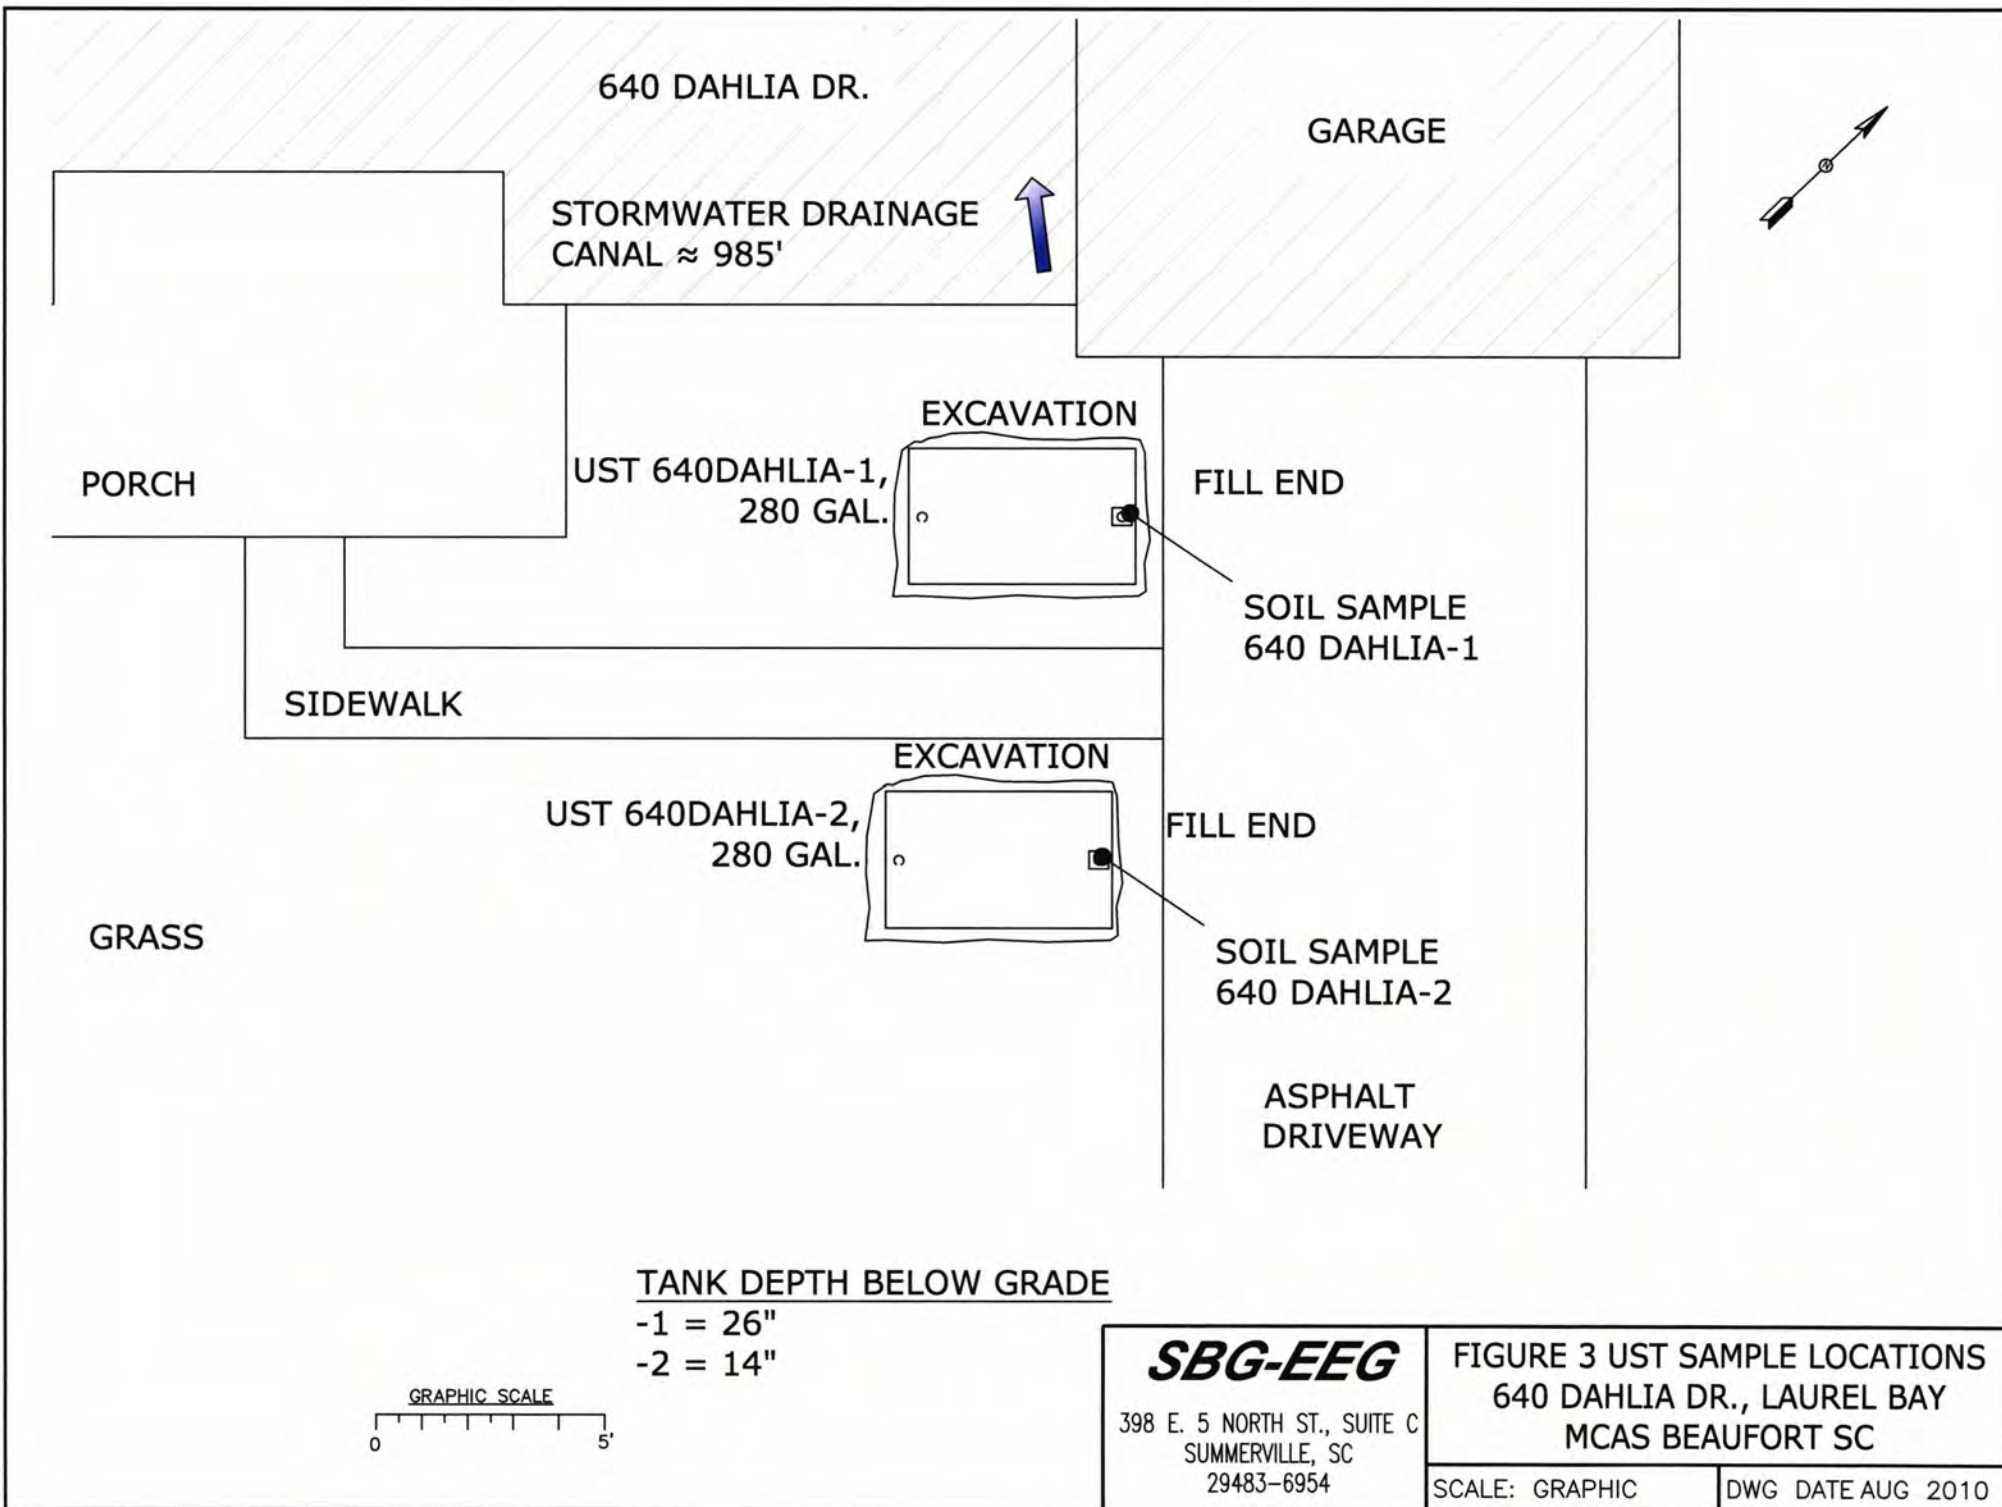 640 DAHLIA DR.
GARAGE
STORMWATER DRAINAGE
CANAL ≈ 985'
N
EXCAVATION
PORCH
UST 640DAHLIA-1,
280 GAL.
C
C
FILL END
SOIL SAMPLE
640 DAHLIA-1
SIDEWALK
EXCAVATION
UST 640DAHLIA-2,
280 GAL.
C
FILL END
GRASS
SOIL SAMPLE
640 DAHLIA-2
ASPHALT
DRIVEWAY
TANK DEPTH BELOW GRADE
-1 = 26"
-2 = 14"
GRAPHIC SCALE
0 5'
SBG-EEG
398 E. 5 NORTH ST., SUITE C
SUMMERVILLE, SC
29483-6954
FIGURE 3 UST SAMPLE LOCATIONS
640 DAHLIA DR., LAUREL BAY
MCAS BEAUFORT SC
SCALE: GRAPHIC
DWG DATE AUG 2010